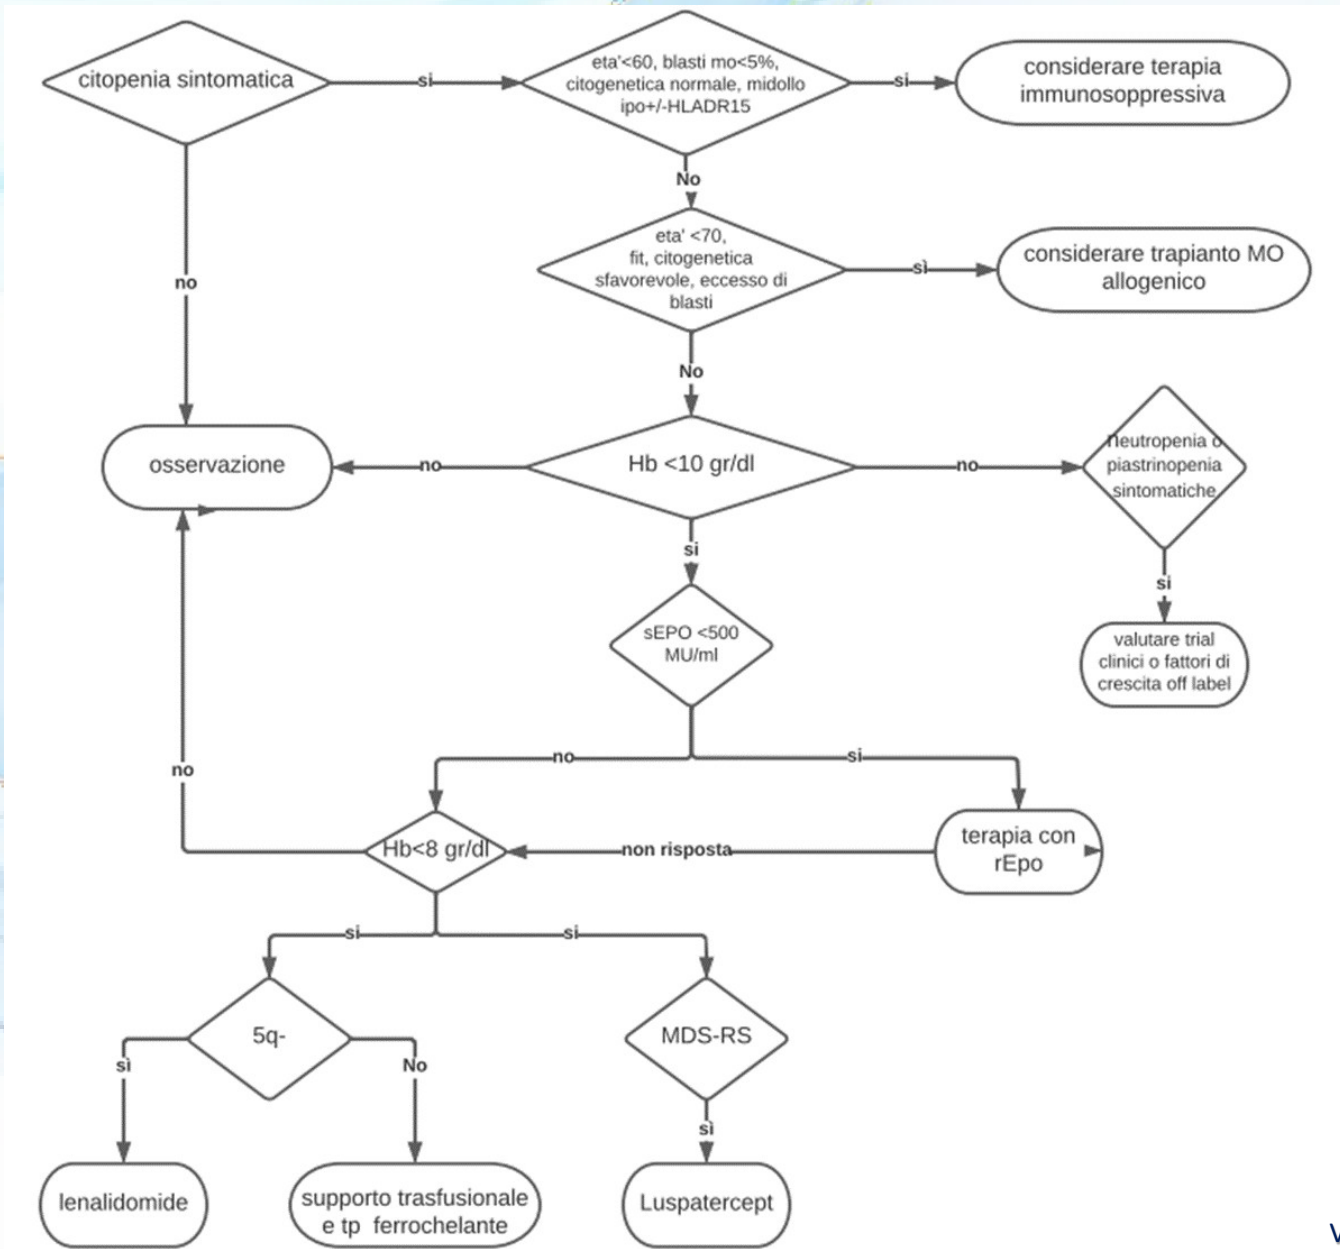 citopenia sintomatica
si
eta'<60, blasti mo<5%,
citogenetica normale, midollo
ipo+/-HLADR15
si
considerare terapia
immunosoppressiva
No
eta' <70,
fit, citogenetica
sfavorevole, eccesso di
blasti
sì
considerare trapianto MO
allogenico
no
No
osservazione
no
Hb <10 gr/dl
no
neutropenia o
piastrinopenia
sintomatiche
si
si
sEPO <500
MU/ml
valutare trial
clinici o fattori di
crescita off label
no
si
no
Hb<8 gr/dl
non risposta
terapia con
rEpo
si
si
5q-
MDS-RS
sì
No
sì
lenalidomide
supporto trasfusionale
e tp ferrochelante
Luspatercept